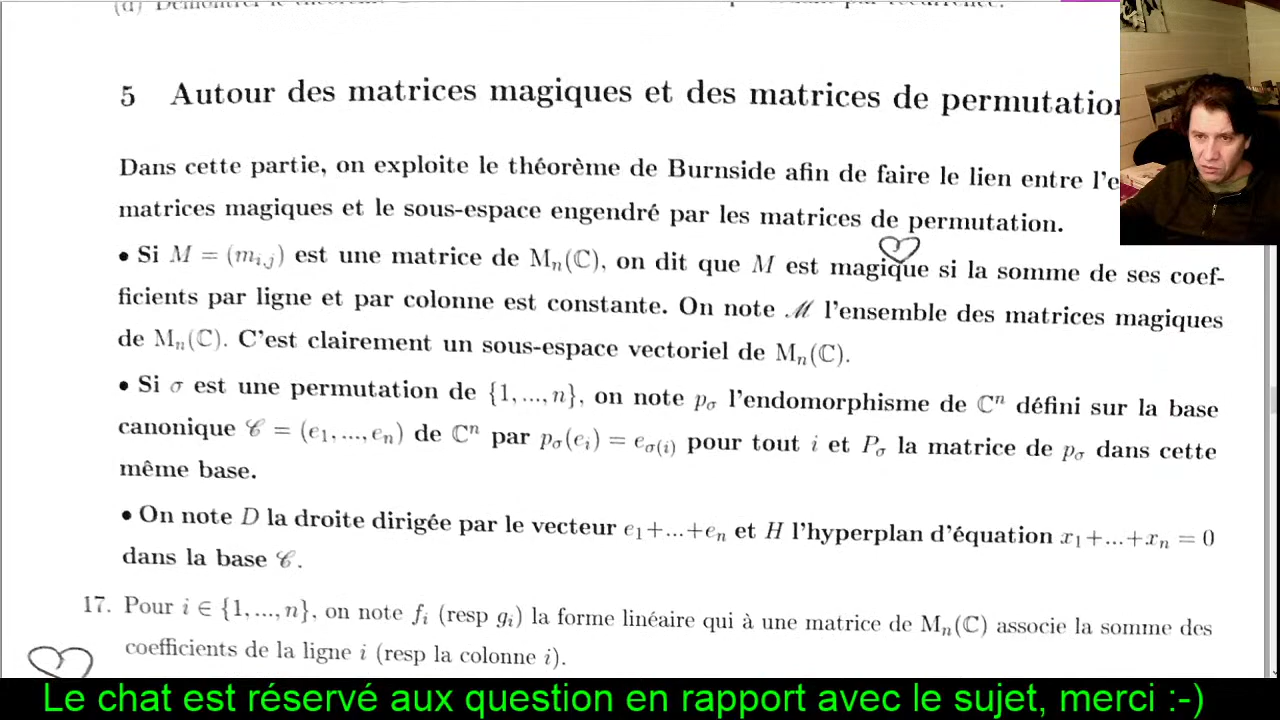 5 Autour des matrices magiques et des matrices de
Dans cette partie, on exploite le théorème de Burnside afin de faire le lien entre
matrices magiques et le sous-espace engendré par les matrices de permutation.
• Si M = (m_{i,j}) est une matrice de M_n(ℂ), on dit que M est magique si la somme de ses coef-
ficients par ligne et par colonne est constante. On note ℳ l'ensemble des matrices magiques
de M_n(ℂ). C'est clairement un sous-espace vectoriel de M_n(ℂ).
• Si σ est une permutation de {1, ..., n}, on note p_σ l'endomorphisme de ℂ^n défini sur la base
canonique 𝒞 = (e_1, ..., e_n) de ℂ^n par p_σ(e_i) = e_{σ(i)} pour tout i et P_σ la matrice de p_σ dans cette
même base.
• On note D la droite dirigée par le vecteur e_1+...+e_n et H l'hyperplan d'équation x_1+...+x_n = 0
dans la base 𝒞.
17. Pour i ∈ {1, ..., n}, on note f_i (resp g_i) la forme linéaire qui à une matrice de M_n(ℂ) associe la somme des
coefficients de la ligne i (resp la colonne i).
Le chat est réservé aux question en rapport avec le sujet, merci :-)